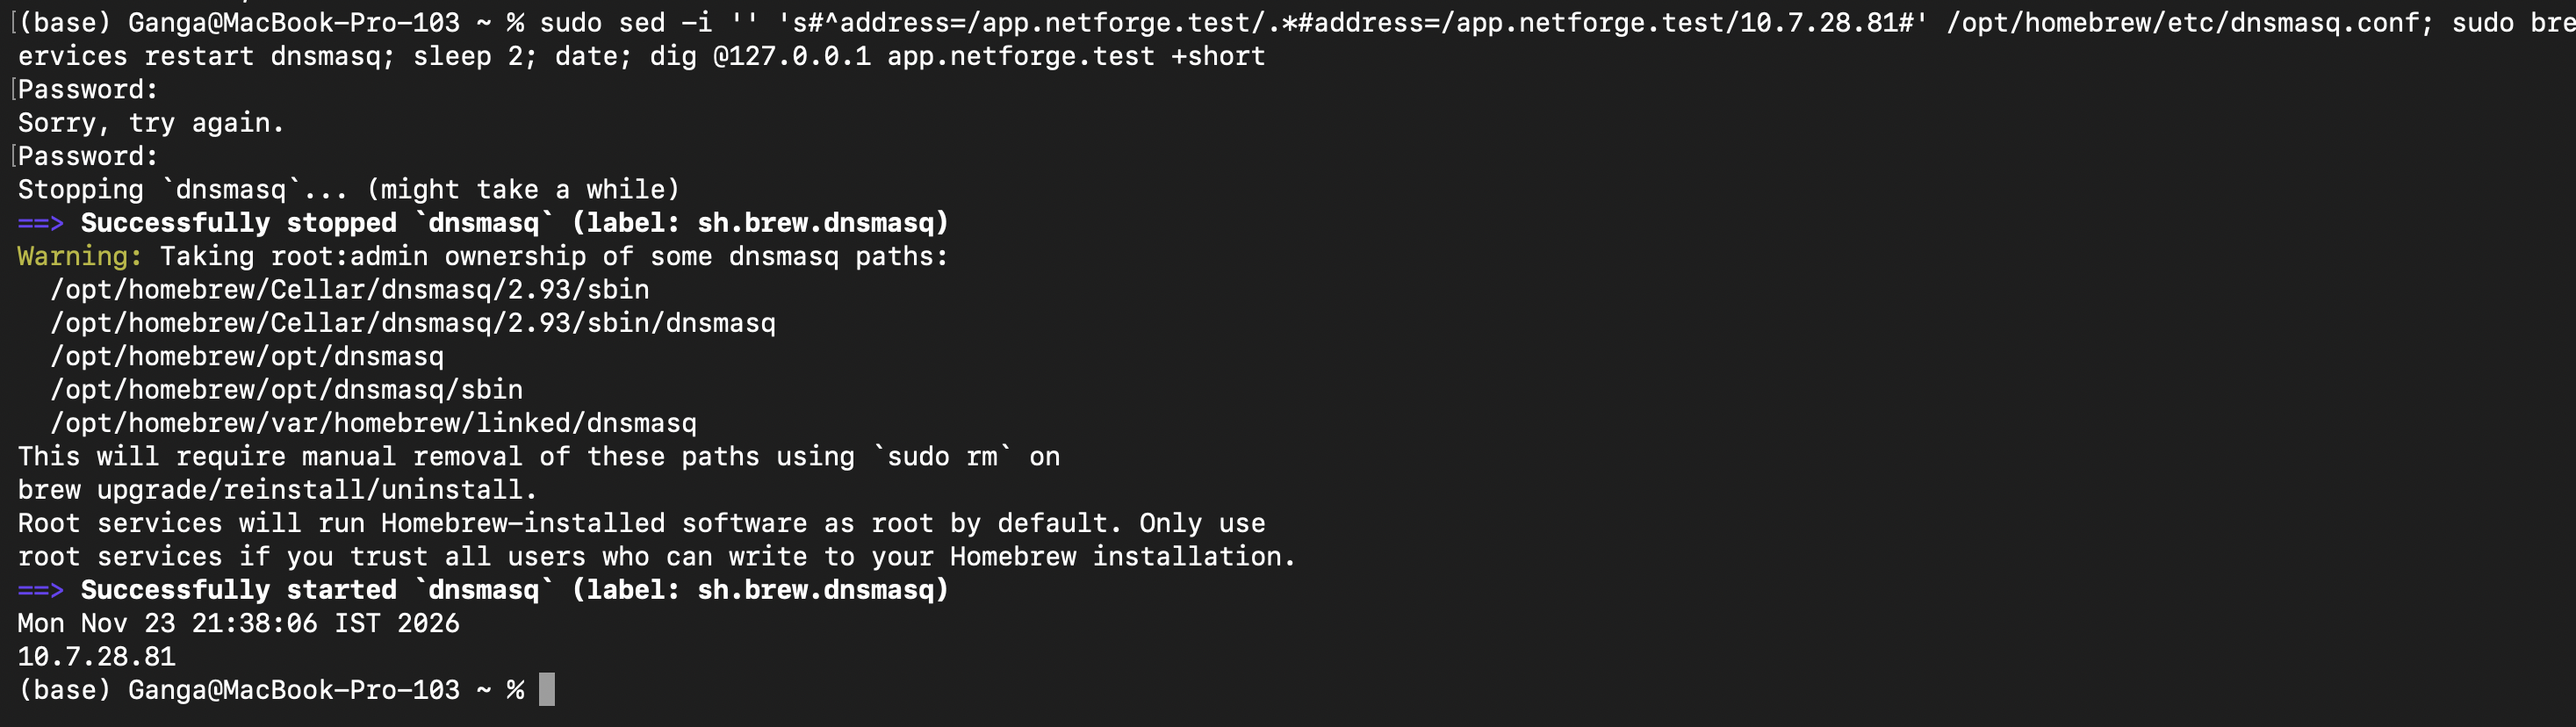 (base) Ganga@MacBook-Pro-103 ~ % sudo sed -i '' 's#^address=/app.netforge.test/.*#address=/app.netforge.test/10.7.28.81#' /opt/homebrew/etc/dnsmasq.conf; sudo bre
ervices restart dnsmasq; sleep 2; date; dig @127.0.0.1 app.netforge.test +short
Password:
Sorry, try again.
Password:
Stopping `dnsmasq`... (might take a while)
==> Successfully stopped `dnsmasq` (label: sh.brew.dnsmasq)
Warning: Taking root:admin ownership of some dnsmasq paths:
/opt/homebrew/Cellar/dnsmasq/2.93/sbin
/opt/homebrew/Cellar/dnsmasq/2.93/sbin/dnsmasq
/opt/homebrew/opt/dnsmasq
/opt/homebrew/opt/dnsmasq/sbin
/opt/homebrew/var/homebrew/linked/dnsmasq
This will require manual removal of these paths using `sudo rm` on
brew upgrade/reinstall/uninstall.
Root services will run Homebrew-installed software as root by default. Only use
root services if you trust all users who can write to your Homebrew installation.
==> Successfully started `dnsmasq` (label: sh.brew.dnsmasq)
Mon Nov 23 21:38:06 IST 2026
10.7.28.81
(base) Ganga@MacBook-Pro-103 ~ %